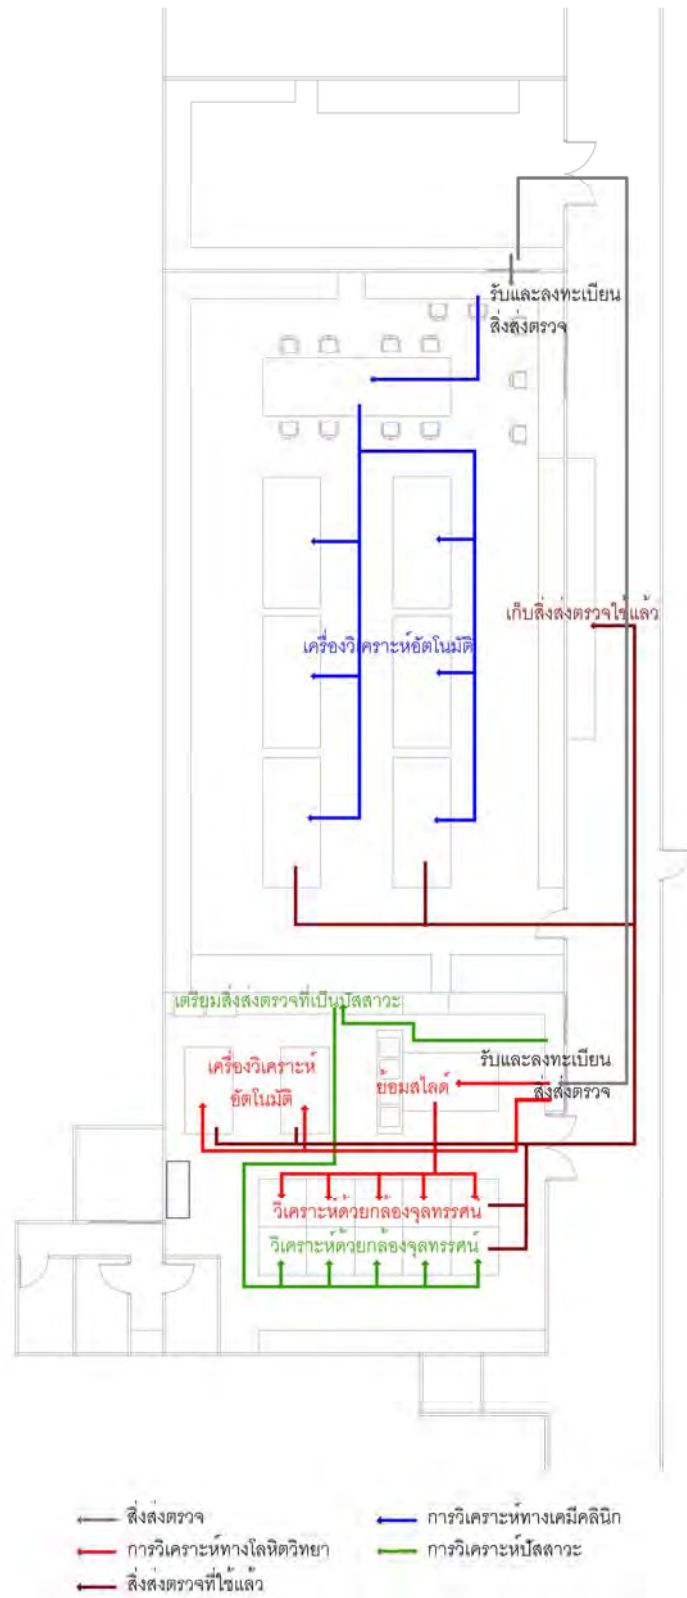 รับและลงทะเบียน
สิ่งส่งตรวจ
เก็บสิ่งส่งตรวจใช้แล้ว
เครื่องวิเคราะห์อัตโนมัติ
เตรียมสิ่งส่งตรวจที่เป็นปัสสาวะ
รับและลงทะเบียน
สิ่งส่งตรวจ
เครื่องวิเคราะห์
อัตโนมัติ
ย้อมสไลด์
วิเคราะห์ด้วยกล้องจุลทรรศน์
วิเคราะห์ด้วยกล้องจุลทรรศน์
สิ่งส่งตรวจ
การวิเคราะห์ทางเคมีคลินิก
การวิเคราะห์ทางโลหิตวิทยา
การวิเคราะห์ปัสสาวะ
สิ่งส่งตรวจที่ใช้แล้ว